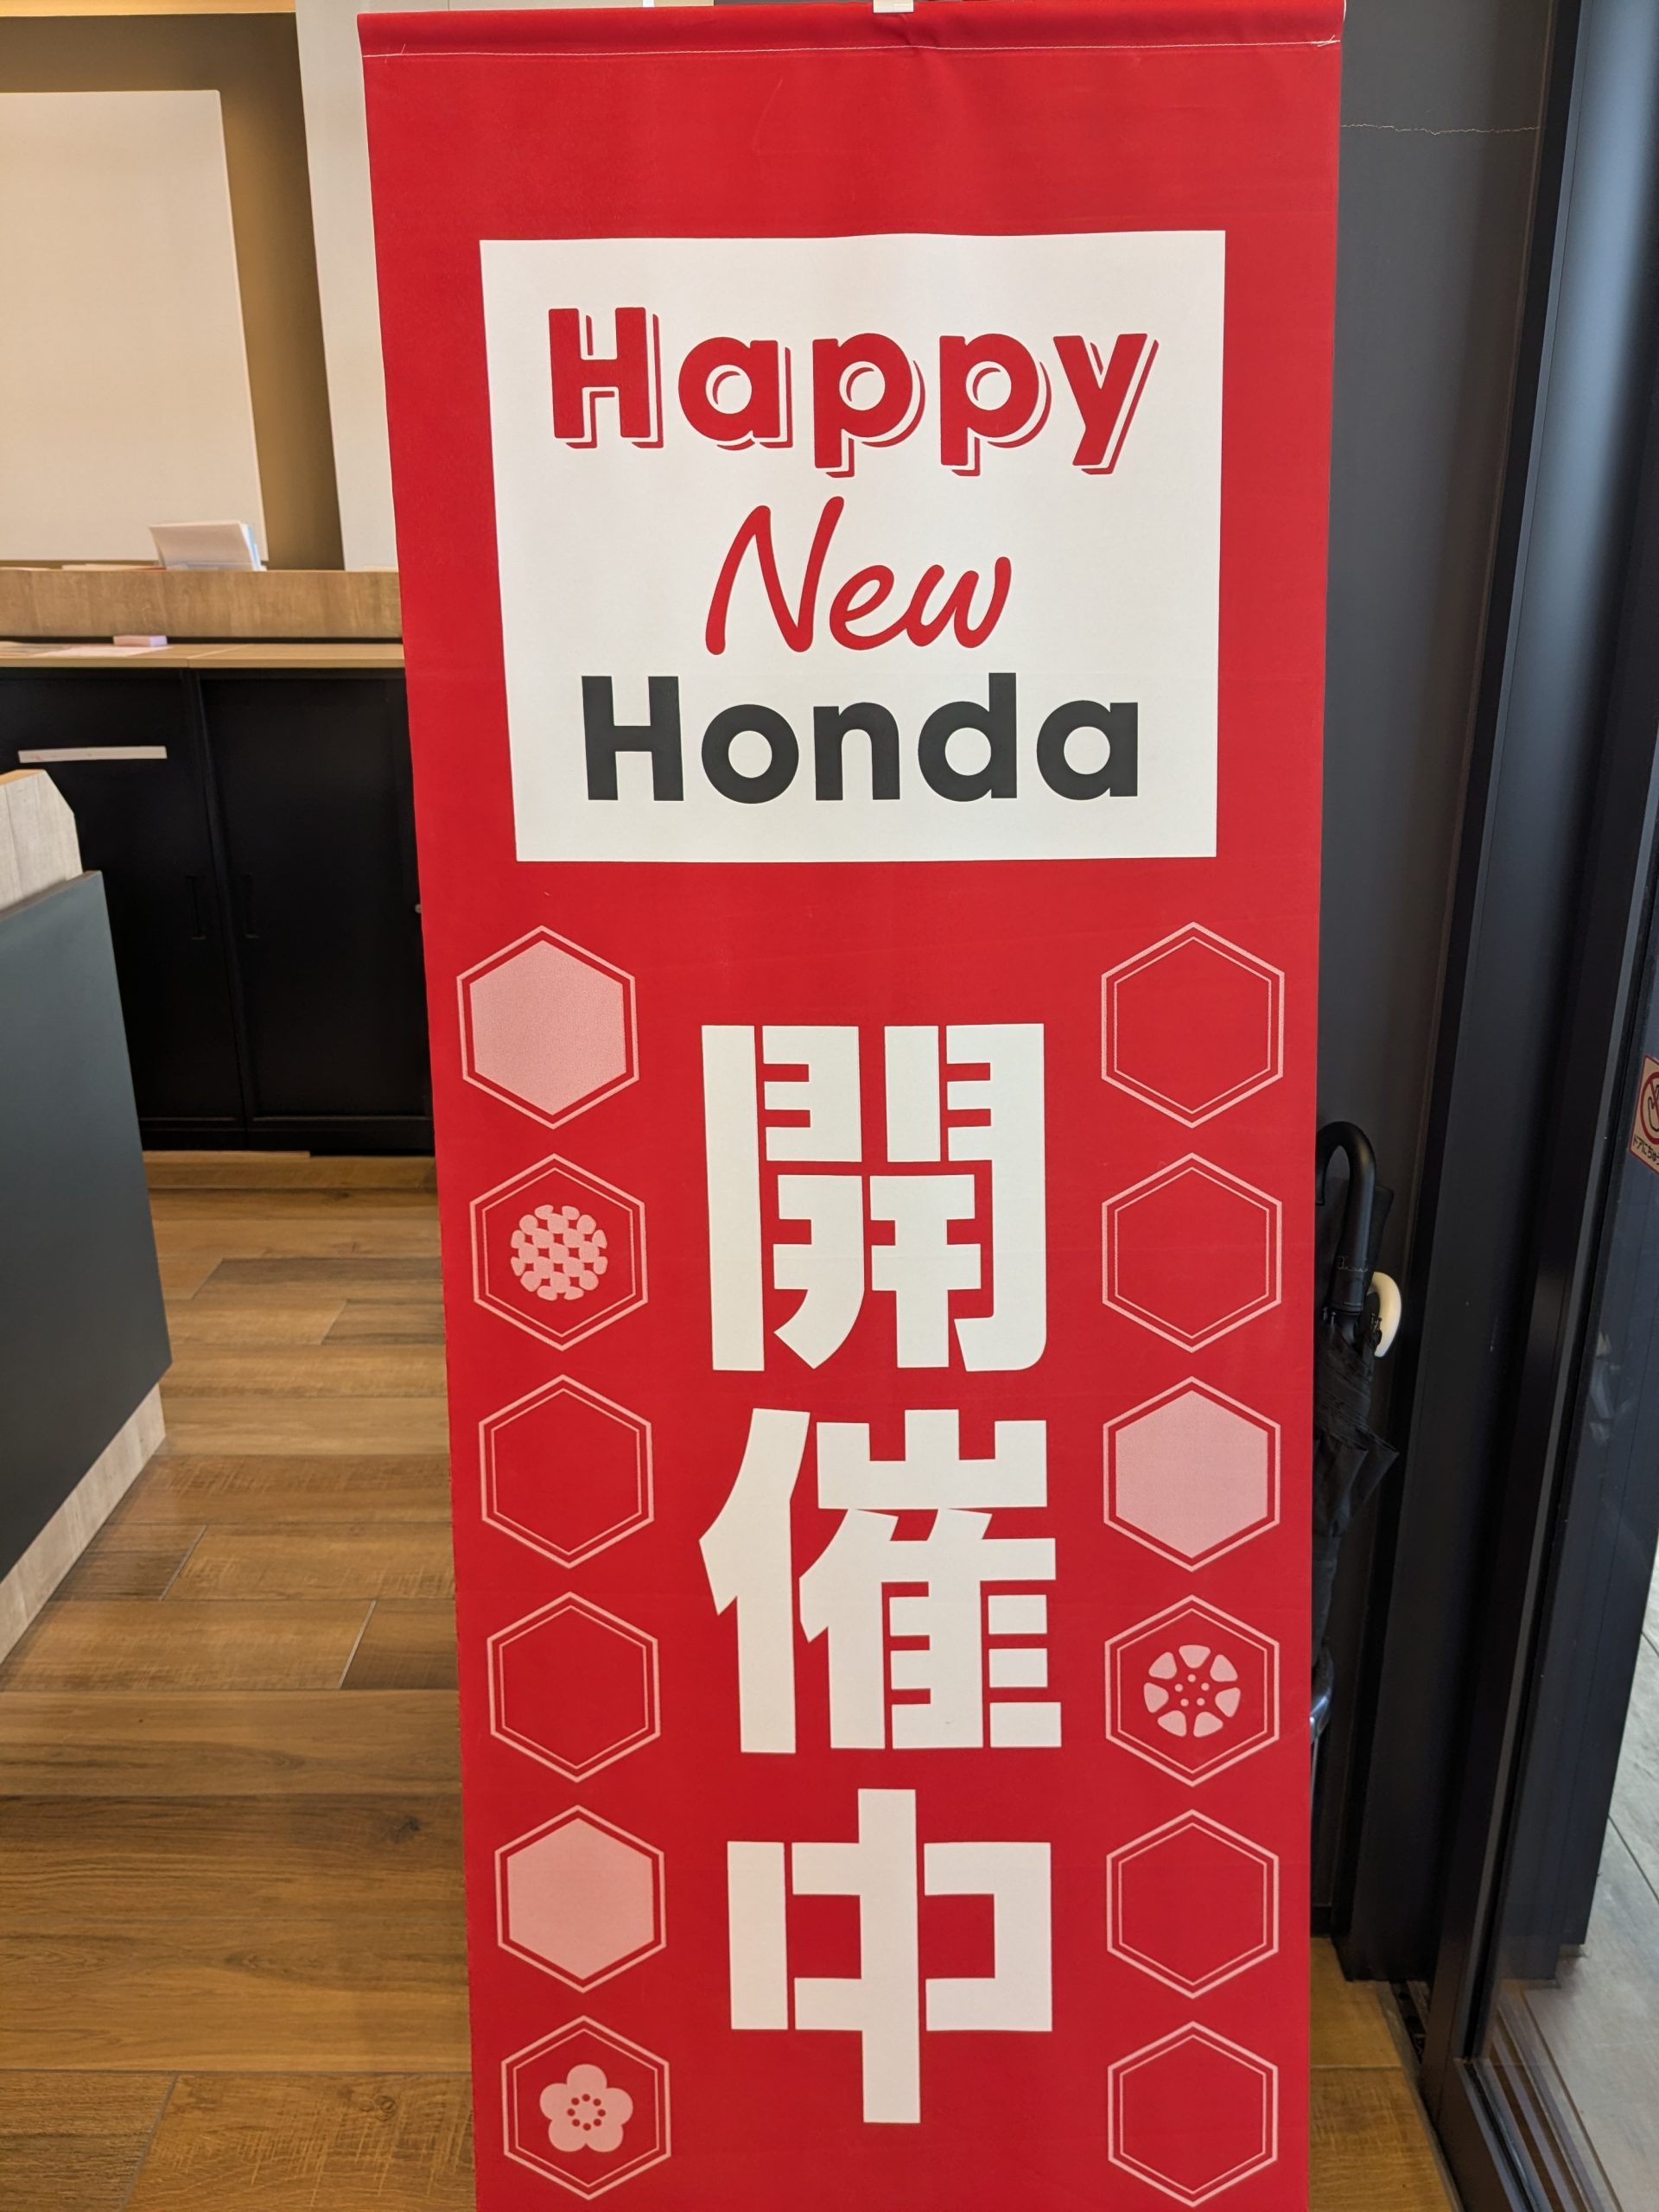 Happy
New
Honda
開催中